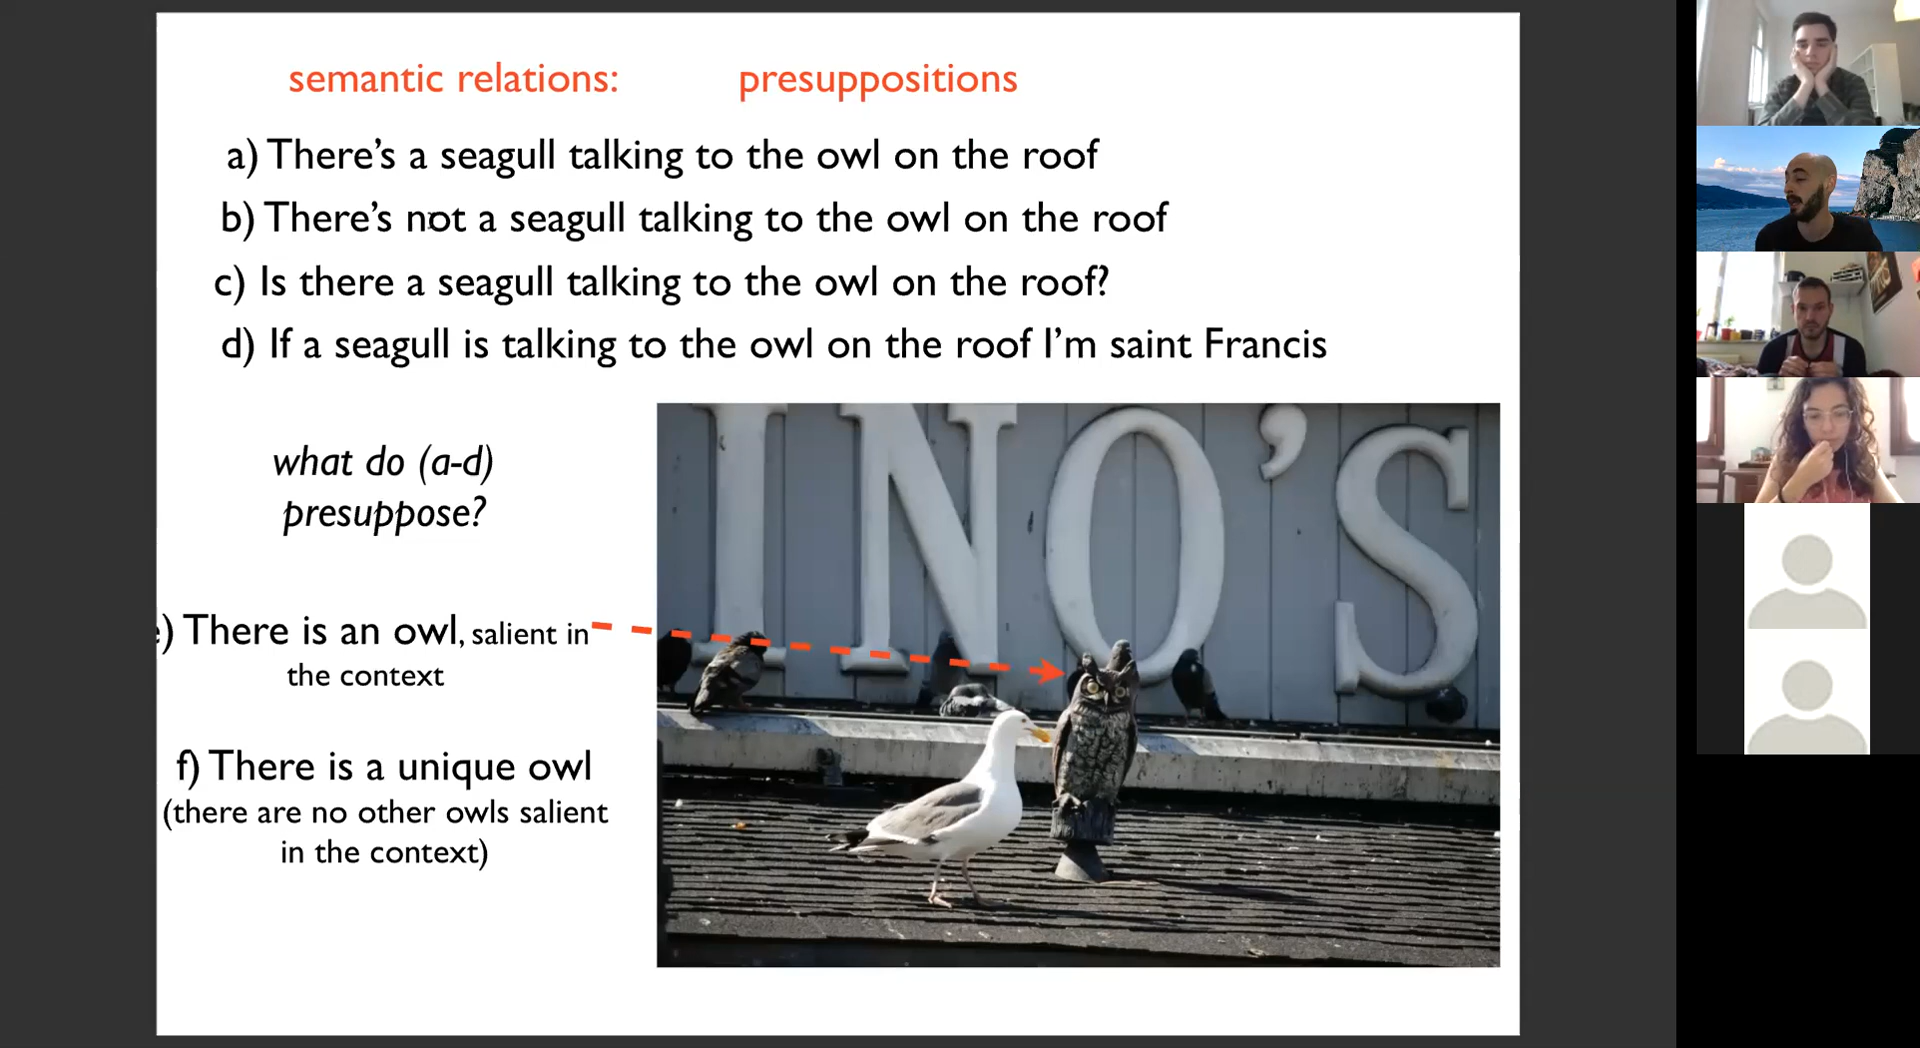 semantic relations: presuppositions
a) There's a seagull talking to the owl on the roof
b) There's not a seagull talking to the owl on the roof
c) Is there a seagull talking to the owl on the roof?
d) If a seagull is talking to the owl on the roof I'm saint Francis
what do (a-d)
presuppose?
e) There is an owl, salient in
the context
f) There is a unique owl
(there are no other owls salient
in the context)
INO'S